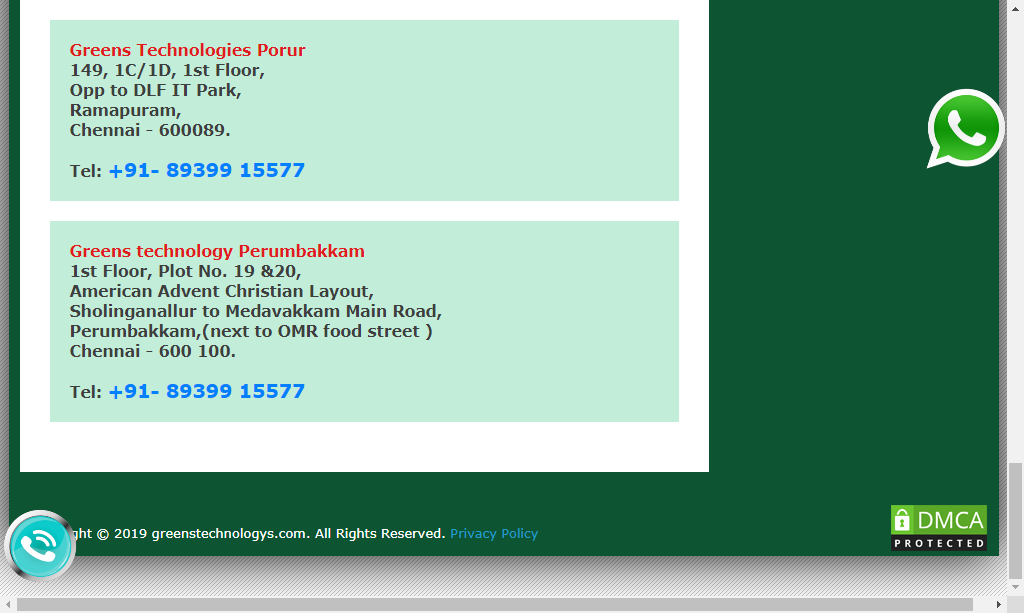 Greens Technologies Porur
149, 1C/1D, 1st Floor,
Opp to DLF IT Park,
Ramapuram,
Chennai - 600089.
Tel: +91- 89399 15577
Greens technology Perumbakkam
1st Floor, Plot No. 19 &20,
American Advent Christian Layout,
Sholinganallur to Medavakkam Main Road,
Perumbakkam,(next to OMR food street )
Chennai - 600 100.
Tel: +91- 89399 15577
ght © 2019 greenstechnologys.com. All Rights Reserved. Privacy Policy
DMCA
PROTECTED